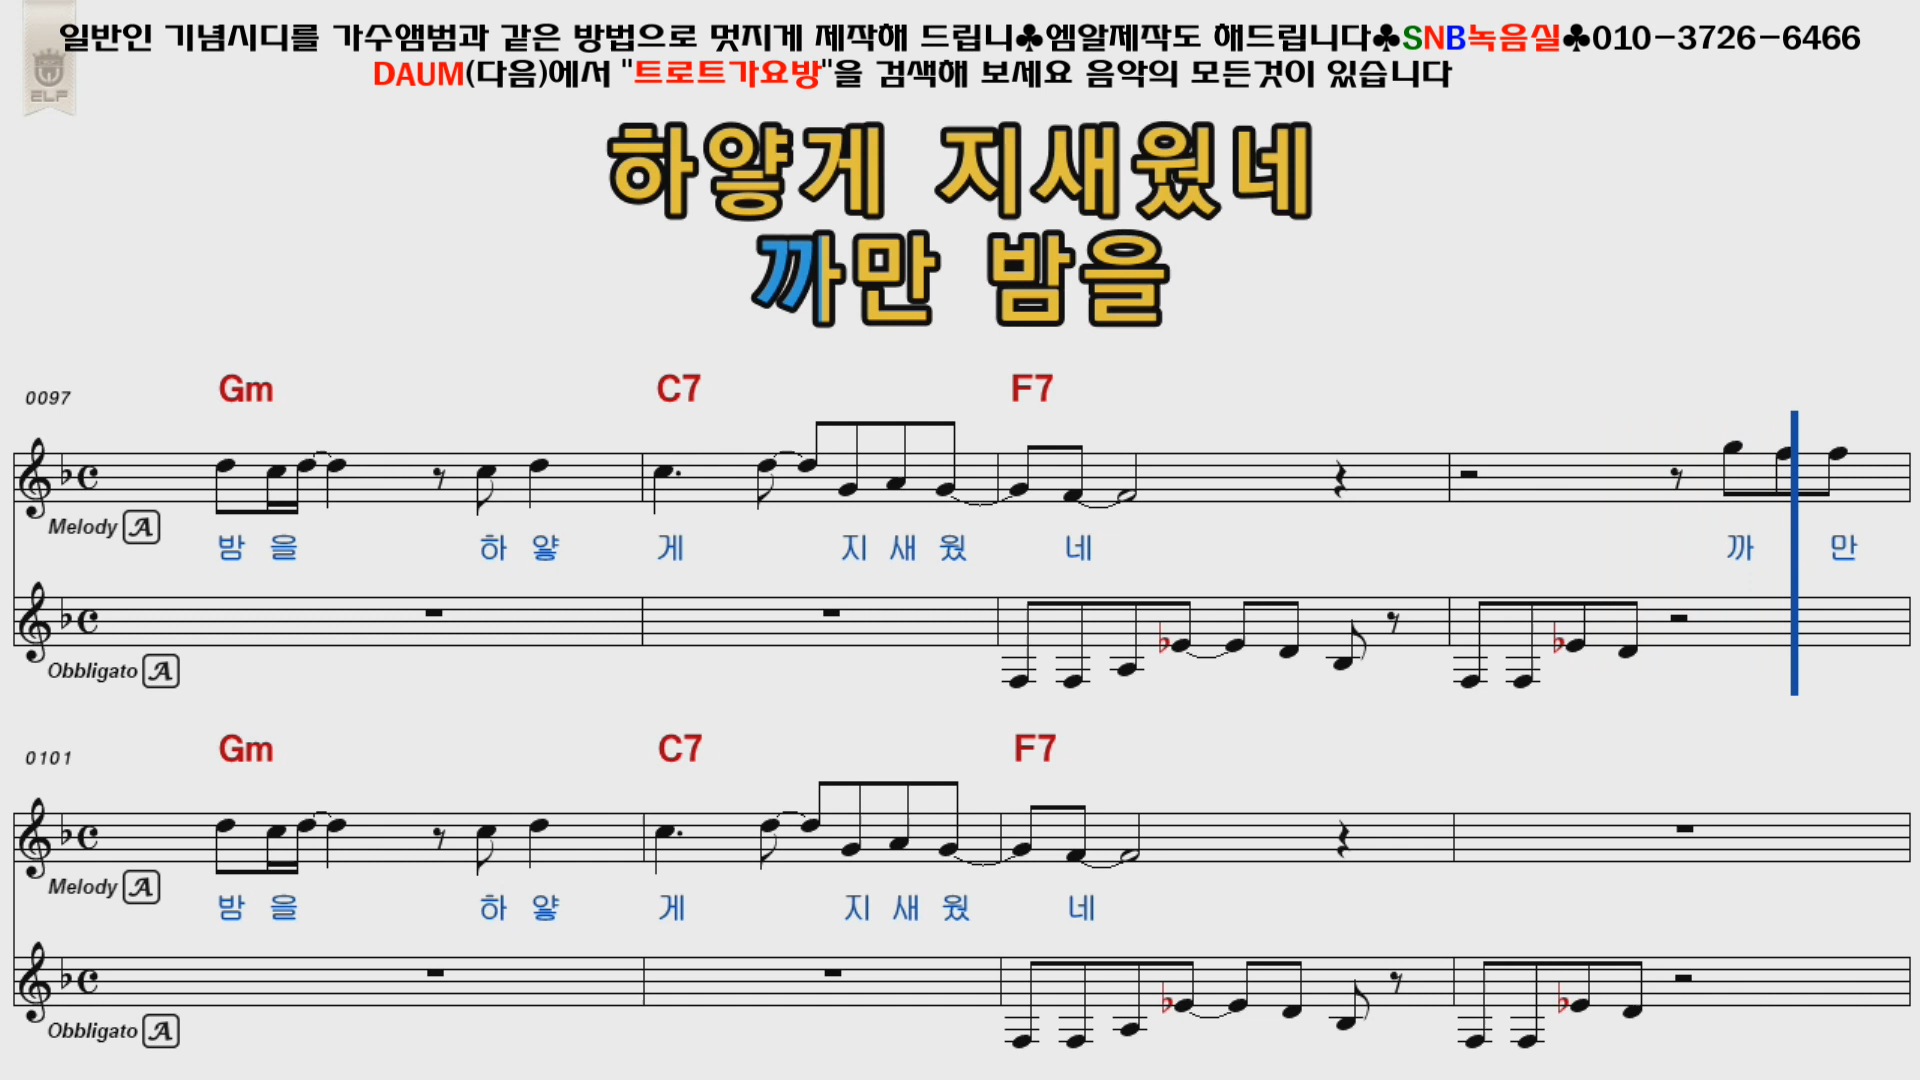 일반인 기념시디를 가수앰범과 같은 방법으로 멋지게 제작해 드립니♣엠알제작도 해드립니다♣SNB녹음실♣010-3726-6466
DAUM(다음)에서 "트로트가요방"을 검색해 보세요 음악의 모든것이 있습니다
ELF
하얗게 지새웠네
까만 밤을
0097
Gm C7 F7
Melody A
밤 을 하 얗 게 지 새 웠 네 까 만
Obbligato A
0101
Gm C7 F7
Melody A
밤 을 하 얗 게 지 새 웠 네
Obbligato A